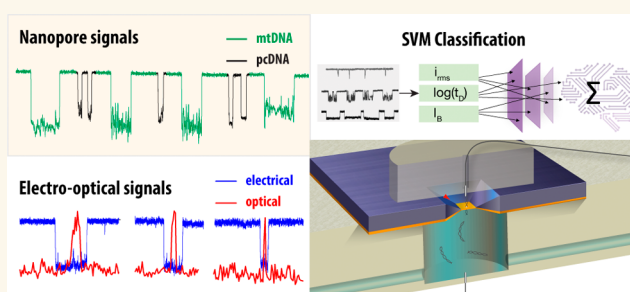 Nanopore signals
mtDNA
pcDNA
SVM Classification
i_rms
log(t_D)
I_B
Σ
Electro-optical signals
electrical
optical